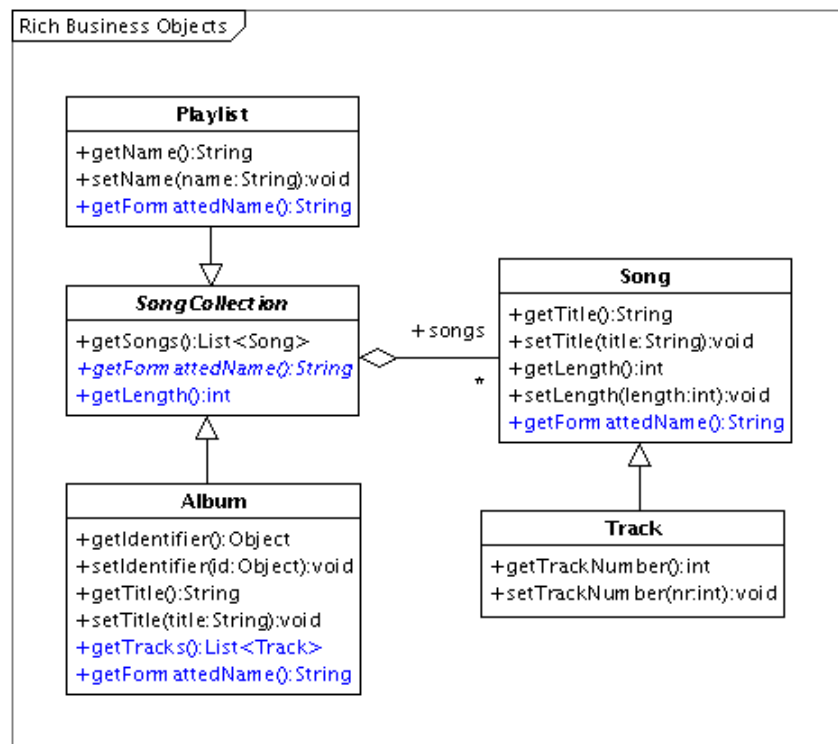 Rich Business Objects
Playlist
+getName():String
+setName(name:String):void
+getFormattedName():String
SongCollection
+getSongs():List<Song>
+getFormattedName():String
+getLength():int
+songs
*
Song
+getTitle():String
+setTitle(title:String):void
+getLength():int
+setLength(length:int):void
+getFormattedName():String
Album
+getIdentifier():Object
+setIdentifier(id:Object):void
+getTitle():String
+setTitle(title:String):void
+getTracks():List<Track>
+getFormattedName():String
Track
+getTrackNumber():int
+setTrackNumber(nr:int):void